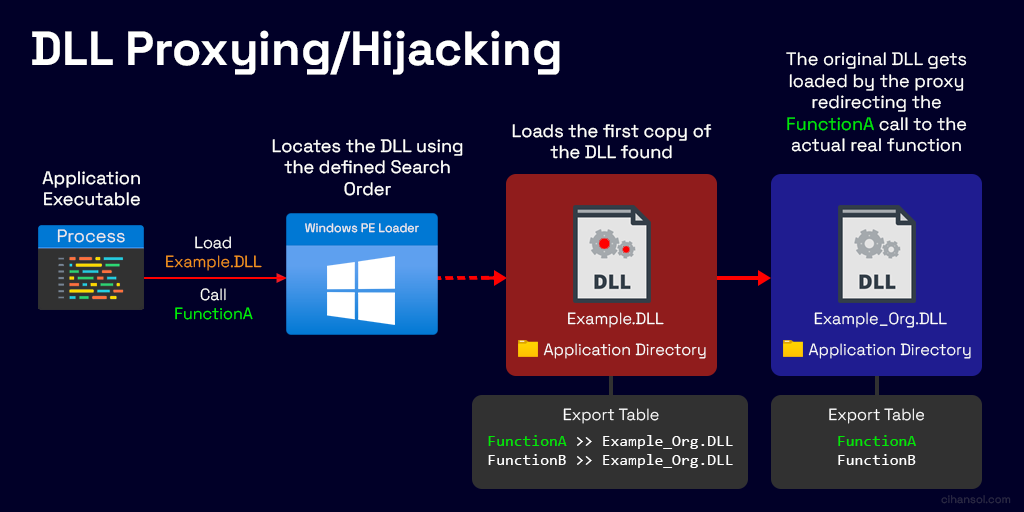 DLL Proxying/Hijacking
Application
Executable
Process
Load
Example.DLL
Call
FunctionA
Locates the DLL using
the defined Search
Order
Windows PE Loader
Loads the first copy of
the DLL found
DLL
Example.DLL
Application Directory
Export Table
FunctionA >> Example_Org.DLL
FunctionB >> Example_Org.DLL
The original DLL gets
loaded by the proxy
redirecting the
FunctionA call to the
actual real function
DLL
Example_Org.DLL
Application Directory
Export Table
FunctionA
FunctionB
cihansol.com